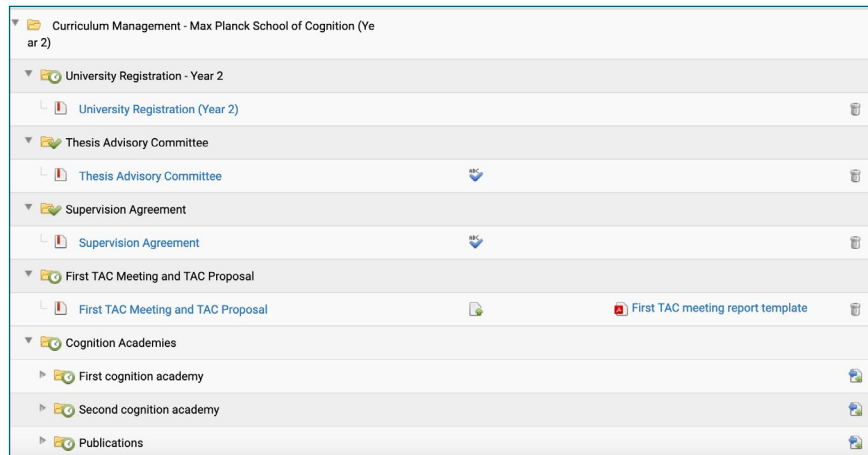 Curriculum Management - Max Planck School of Cognition (Ye
ar 2)
University Registration - Year 2
University Registration (Year 2)
Thesis Advisory Committee
Thesis Advisory Committee
ABC
Supervision Agreement
Supervision Agreement
ABC
First TAC Meeting and TAC Proposal
First TAC Meeting and TAC Proposal
First TAC meeting report template
Cognition Academies
First cognition academy
Second cognition academy
Publications